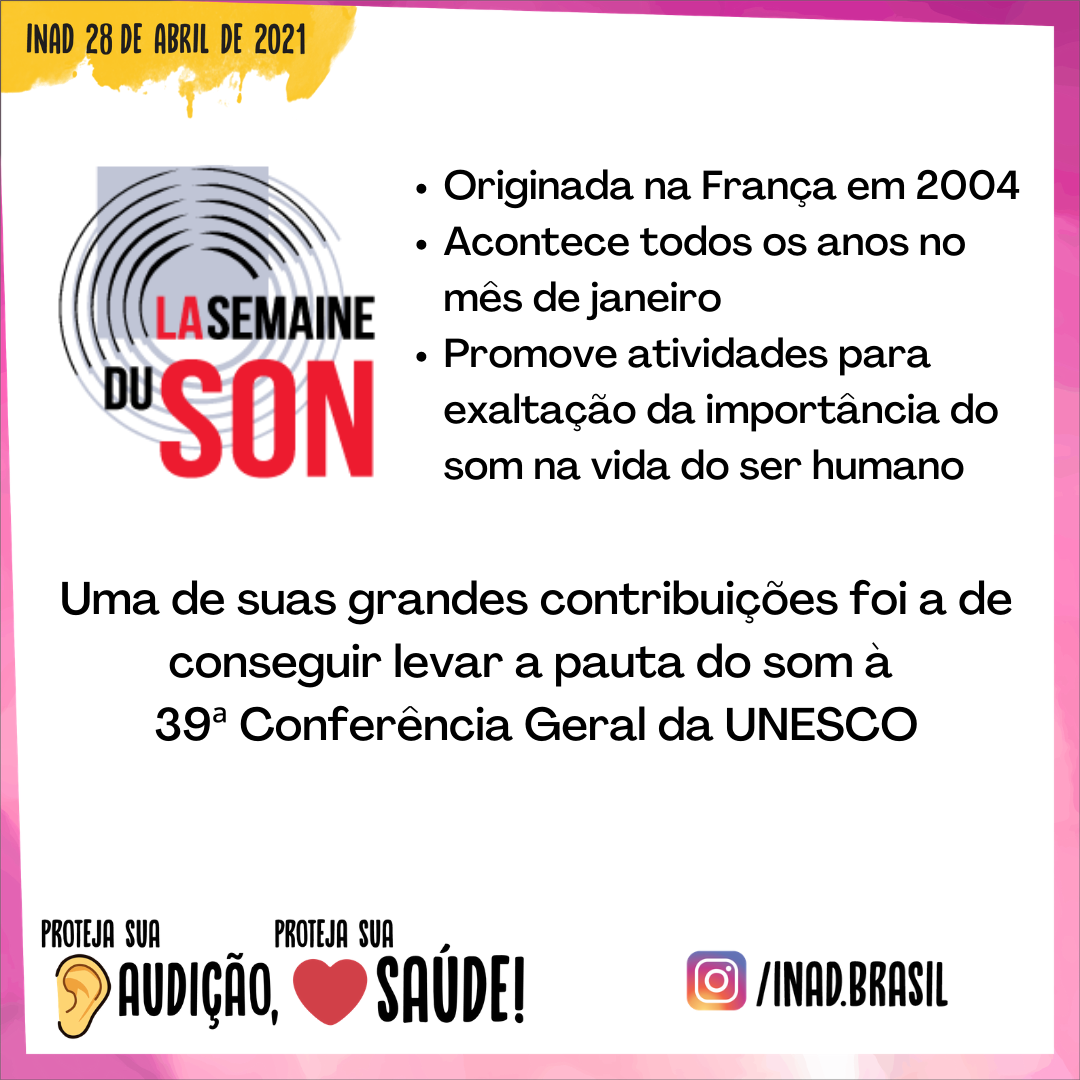 INAD 28 DE ABRIL DE 2021
LA SEMAINE
DU SON
• Originada na França em 2004
• Acontece todos os anos no
mês de janeiro
• Promove atividades para
exaltação da importância do
som na vida do ser humano
Uma de suas grandes contribuições foi a de
conseguir levar a pauta do som à
39ª Conferência Geral da UNESCO
PROTEJA SUA
AUDIÇÃO,
PROTEJA SUA
SAÚDE!
/INAD.BRASIL